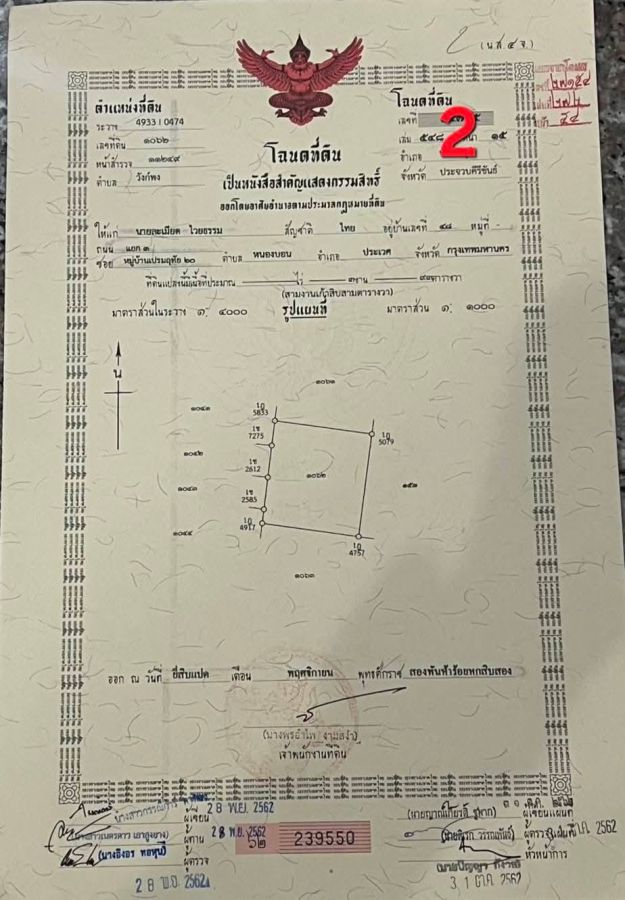 (น.ส.๔ จ.)
ตำแหน่งที่ดิน
ระวาง 4933 I 0474
เลขที่ดิน ๑๐๖๒
หน้าสำรวจ ๑๑๒๔๙
ตำบล วังก์พง
โฉนดที่ดิน
เลขที่
2
เล่ม ๕๔๘ หน้า ๑๕
อำเภอ
จังหวัด ประจวบคีรีขันธ์
โฉนดที่ดิน
เป็นหนังสือสำคัญแสดงกรรมสิทธิ์
ออกโดยอาศัยอำนาจตามประมวลกฎหมายที่ดิน
ให้แก่ นายละเมียด ไวยธรรม สัญชาติ ไทย อยู่บ้านเลขที่ ๔๘ หมู่ที่ -
ถนน แยก ๓
ซอย หมู่บ้านเปรมฤทัย ๒๐ ตำบล หนองบอน อำเภอ ประเวศ จังหวัด กรุงเทพมหานคร
ที่ดินแปลงนี้มีเนื้อที่ประมาณ - ไร่ ๓ งาน ๙๓ ตารางวา
(สามงานเก้าสิบสามตารางวา)
มาตราส่วนในระวาง ๑: ๔๐๐๐ รูปแผนที่ มาตราส่วน ๑: ๑๐๐๐
น
๑๐๖๑
๑๐๔๑
5833
5079
7275
๑๐๔๒
2612
๑๐๖๒
๑๐๔๓
๑๕๑
2585
๑๐๔๔
4917
4757
๑๐๖๓
ออก ณ วันที่ ยี่สิบแปด เดือน พฤศจิกายน พุทธศักราช สองพันห้าร้อยหกสิบสอง
เจ้าพนักงานที่ดิน
28 พ.ย. 2562
ผู้เขียน
ผู้เขียนแผนที่
ผู้ทาน 28 พ.ย. 2562
ผู้ตรวจ
๖๒ 239550
ผู้ตรวจแผนที่
หัวหน้าการ
28 พ.ย. 2562
31 ต.ค. 2562